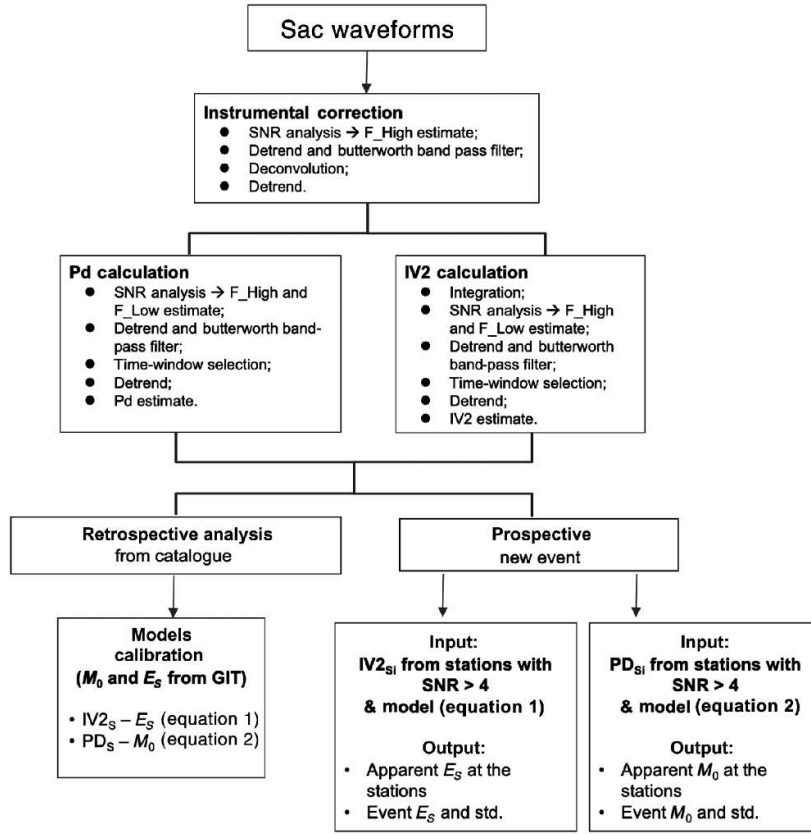 Sac waveforms
Instrumental correction
● SNR analysis → F_High estimate;
● Detrend and butterworth band pass filter;
● Deconvolution;
● Detrend.
Pd calculation
● SNR analysis → F_High and
F_Low estimate;
● Detrend and butterworth band-
pass filter;
● Time-window selection;
● Detrend;
● Pd estimate.
IV2 calculation
● Integration;
● SNR analysis → F_High
and F_Low estimate;
● Detrend and butterworth
band-pass filter;
● Time-window selection;
● Detrend;
● IV2 estimate.
Retrospective analysis
from catalogue
Prospective
new event
Models
calibration
(M₀ and Eₛ from GIT)
• IV2ₛ – Eₛ (equation 1)
• PDₛ – M₀ (equation 2)
Input:
IV2ₛᵢ from stations with
SNR > 4
& model (equation 1)
Output:
• Apparent Eₛ at the
stations
• Event Eₛ and std.
Input:
PDₛᵢ from stations with
SNR > 4
& model (equation 2)
Output:
• Apparent M₀ at the
stations
• Event M₀ and std.